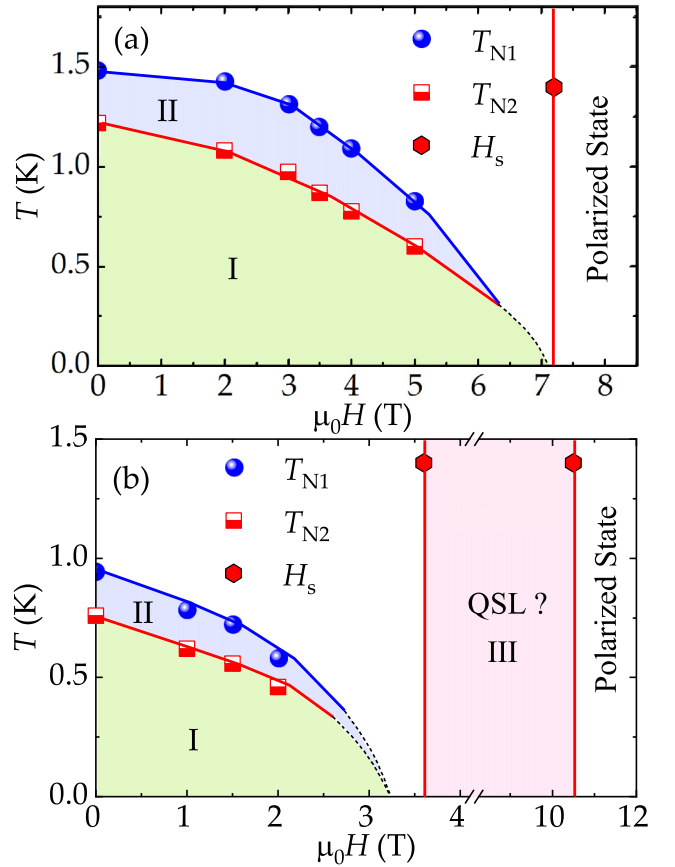 (a)
T_N1
T_N2
H_s
II
I
Polarized State
T (K)
1.5
1.0
0.5
0.0
0 1 2 3 4 5 6 7 8
μ₀H (T)
(b)
T_N1
T_N2
H_s
II
I
QSL ?
III
Polarized State
T (K)
1.5
1.0
0.5
0.0
0 1 2 3 4 10 12
μ₀H (T)